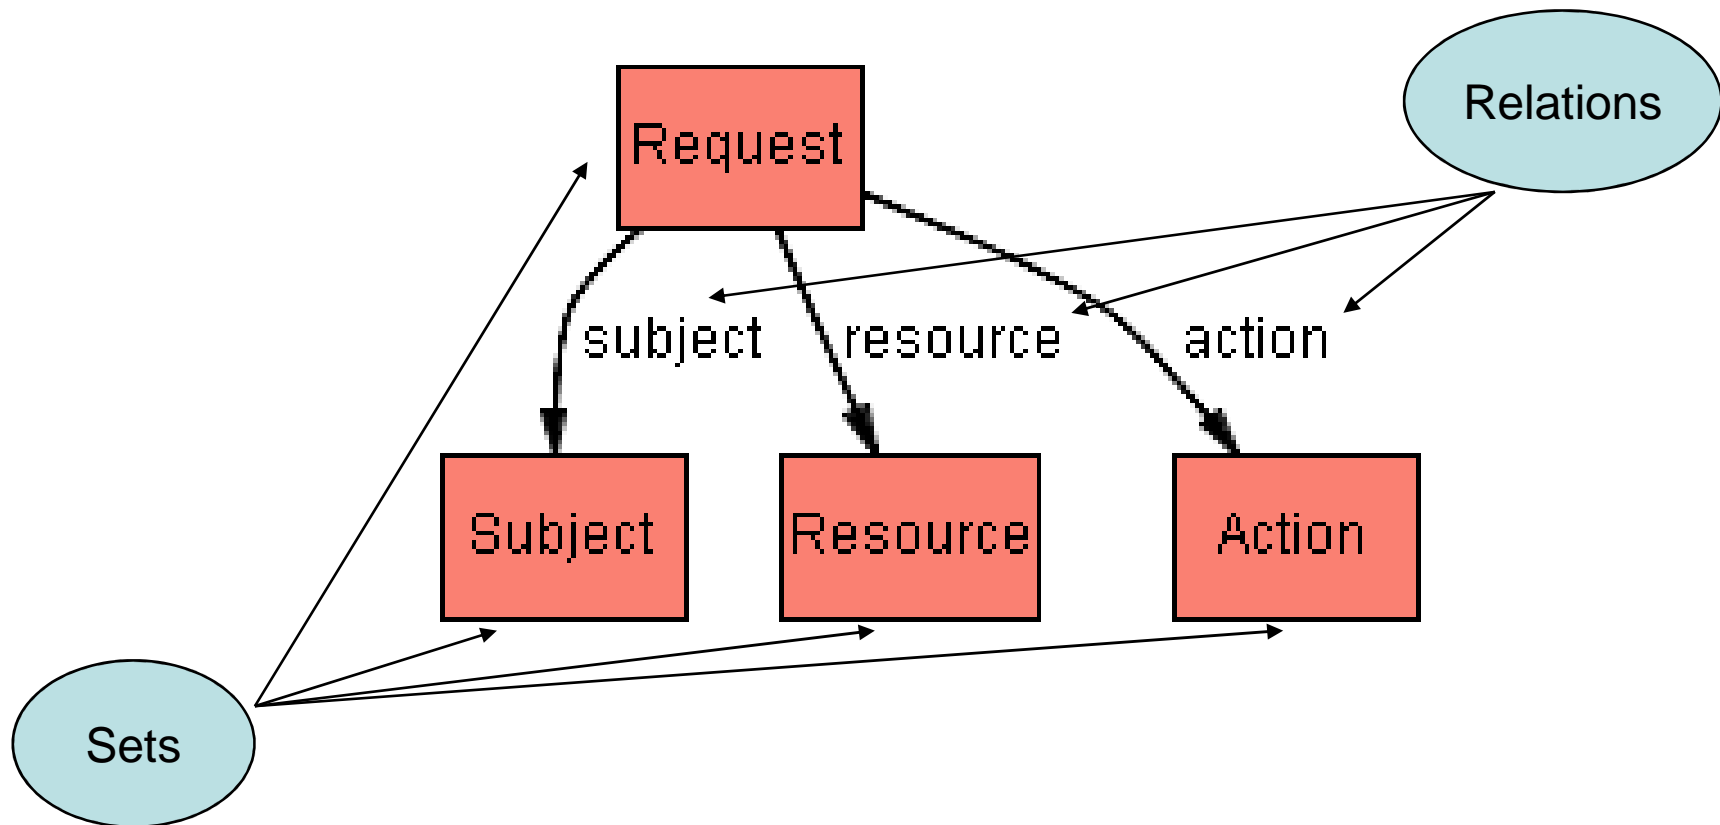 Relations
Request
subject
resource
action
Subject
Resource
Action
Sets